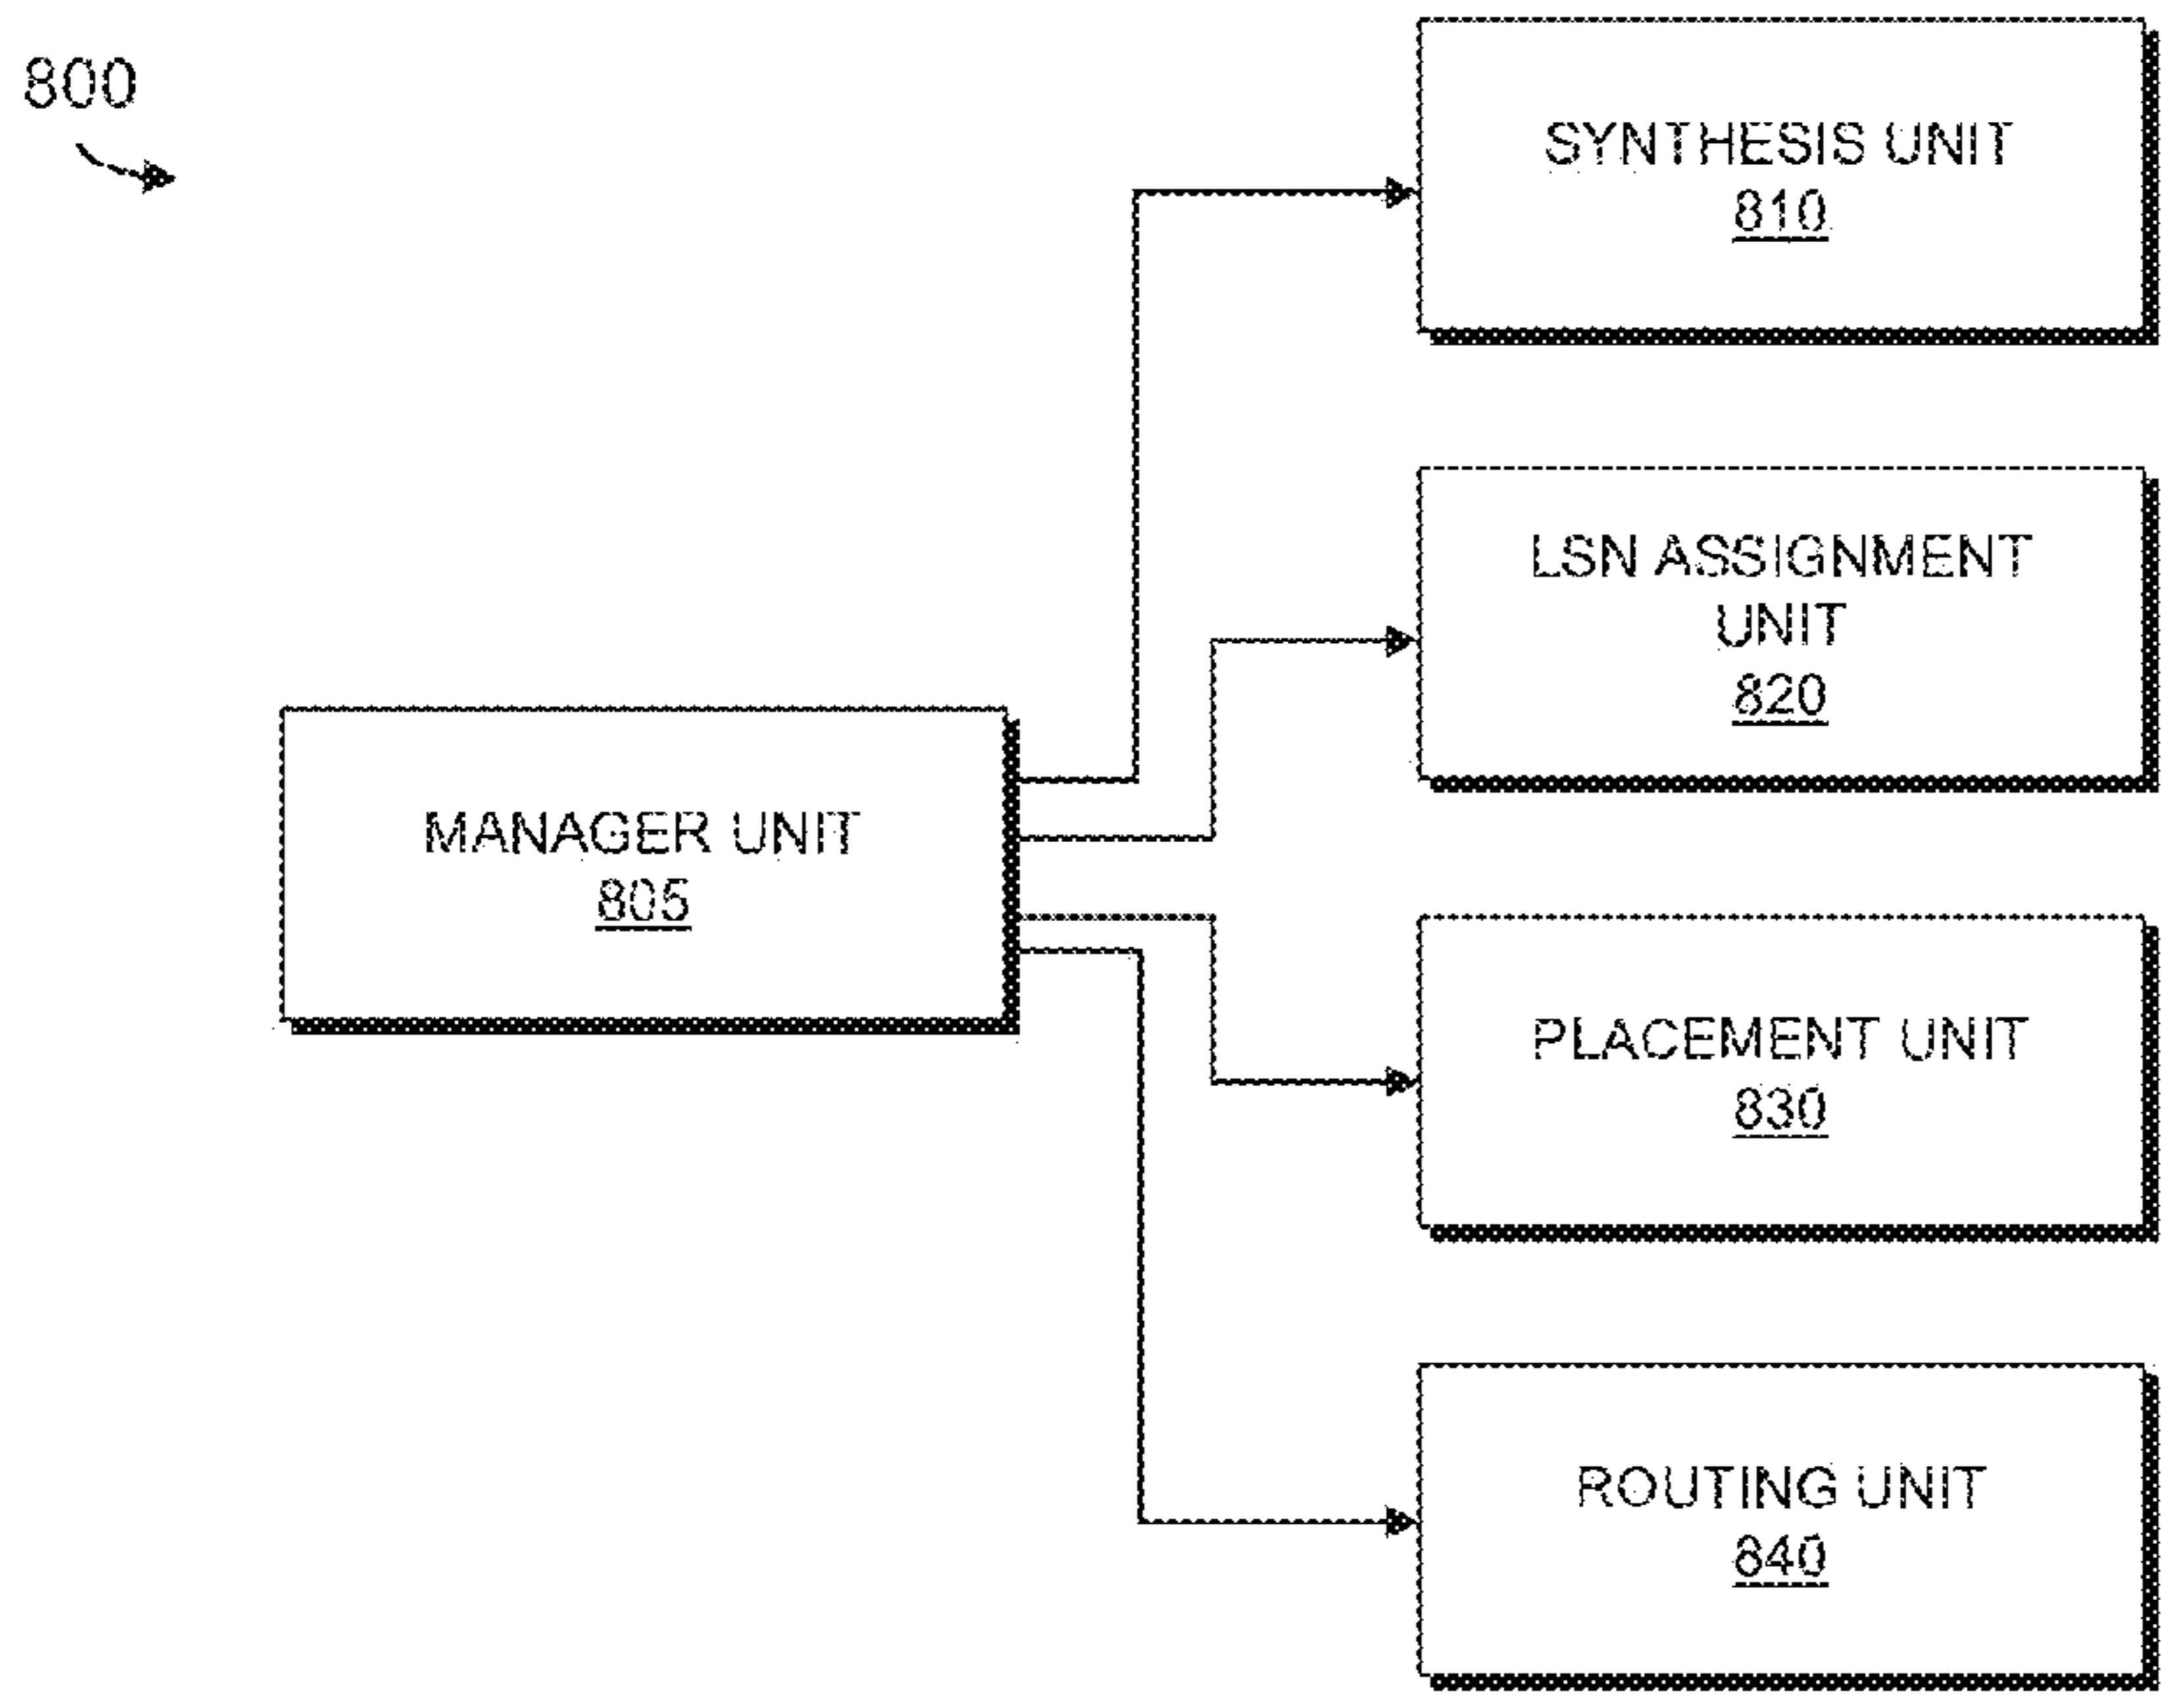 800
SYNTHESIS UNIT
810
LSN ASSIGNMENT
UNIT
820
MANAGER UNIT
805
PLACEMENT UNIT
830
ROUTING UNIT
840